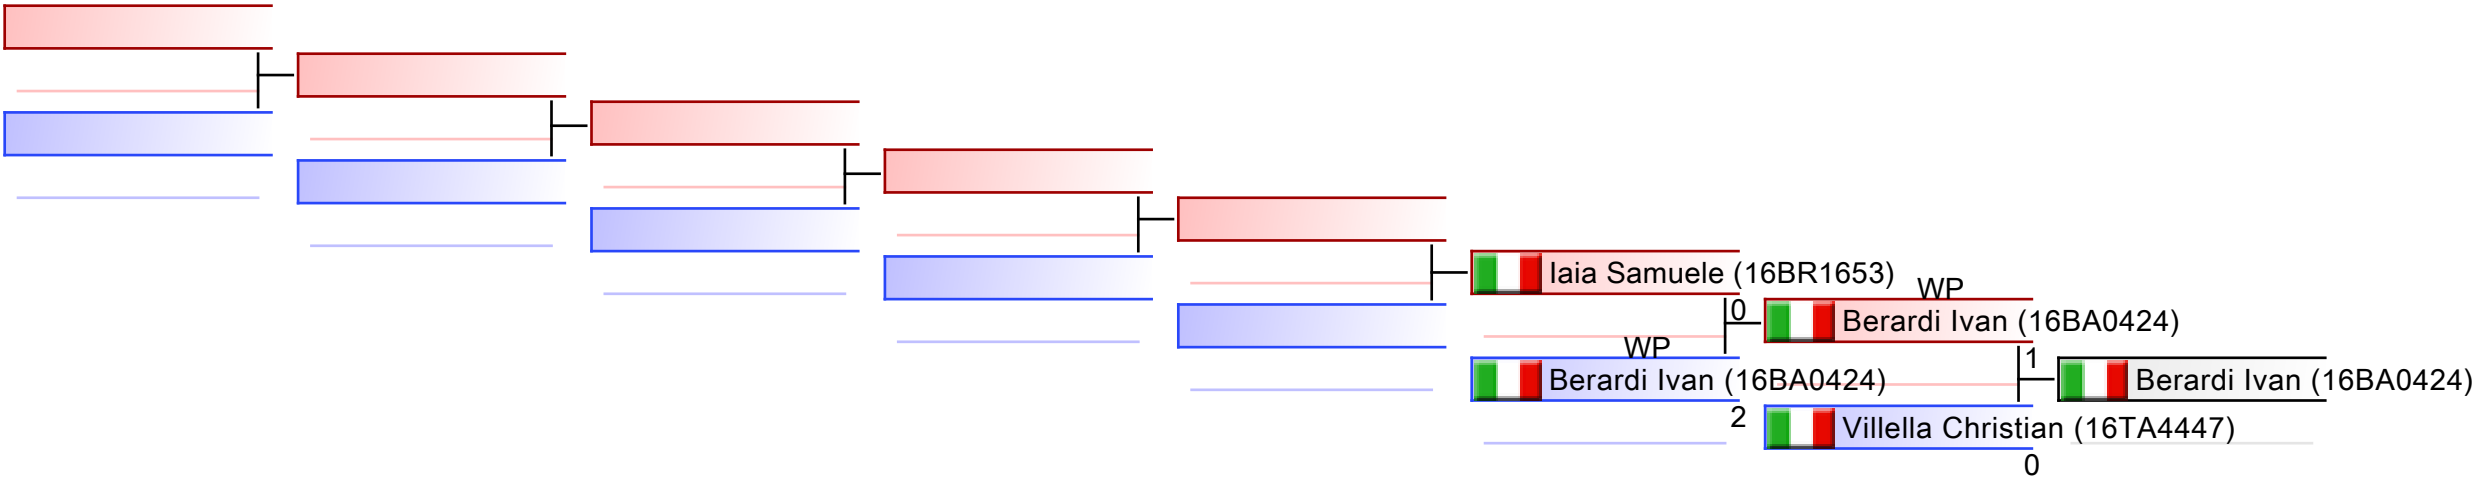 Iaia Samuele (16BR1653)
0
WP
Berardi Ivan (16BA0424)
2
WP
Berardi Ivan (16BA0424)
1
Villella Christian (16TA4447)
0
Berardi Ivan (16BA0424)